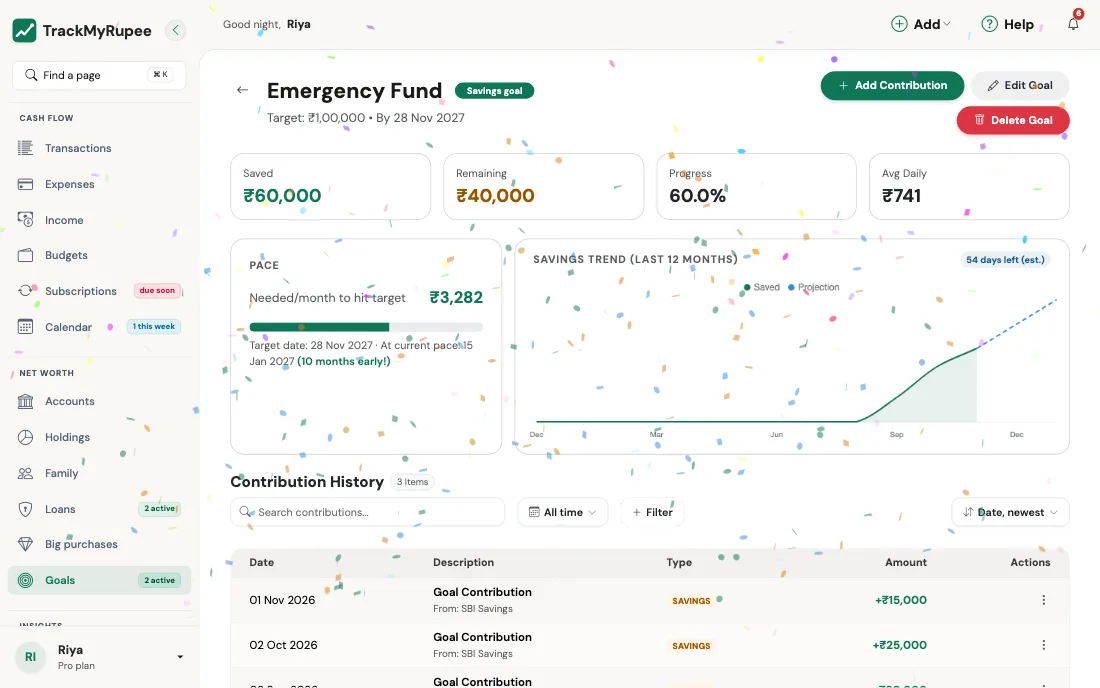 TrackMyRupee
Good night, Riya
Add
Help
6
Find a page
⌘ K
CASH FLOW
Transactions
Expenses
Income
Budgets
Subscriptions
due soon
Calendar
1 this week
NET WORTH
Accounts
Holdings
Family
Loans
2 active
Big purchases
Goals
2 active
INSIGHTS
RI
Riya
Pro plan
Emergency Fund
Savings goal
Target: ₹1,00,000 • By 28 Nov 2027
+ Add Contribution
Edit Goal
Delete Goal
Saved
₹60,000
Remaining
₹40,000
Progress
60.0%
Avg Daily
₹741
PACE
Needed/month to hit target
₹3,282
Target date: 28 Nov 2027 · At current pace: 15
Jan 2027 (10 months early!)
SAVINGS TREND (LAST 12 MONTHS)
54 days left (est.)
Saved
Projection
Dec
Mar
Jun
Sep
Dec
Contribution History
3 Items
Search contributions...
All time
+ Filter
Date, newest
Date
Description
Type
Amount
Actions
01 Nov 2026
Goal Contribution
From: SBI Savings
SAVINGS
+₹15,000
02 Oct 2026
Goal Contribution
From: SBI Savings
SAVINGS
+₹25,000
Goal Contribution